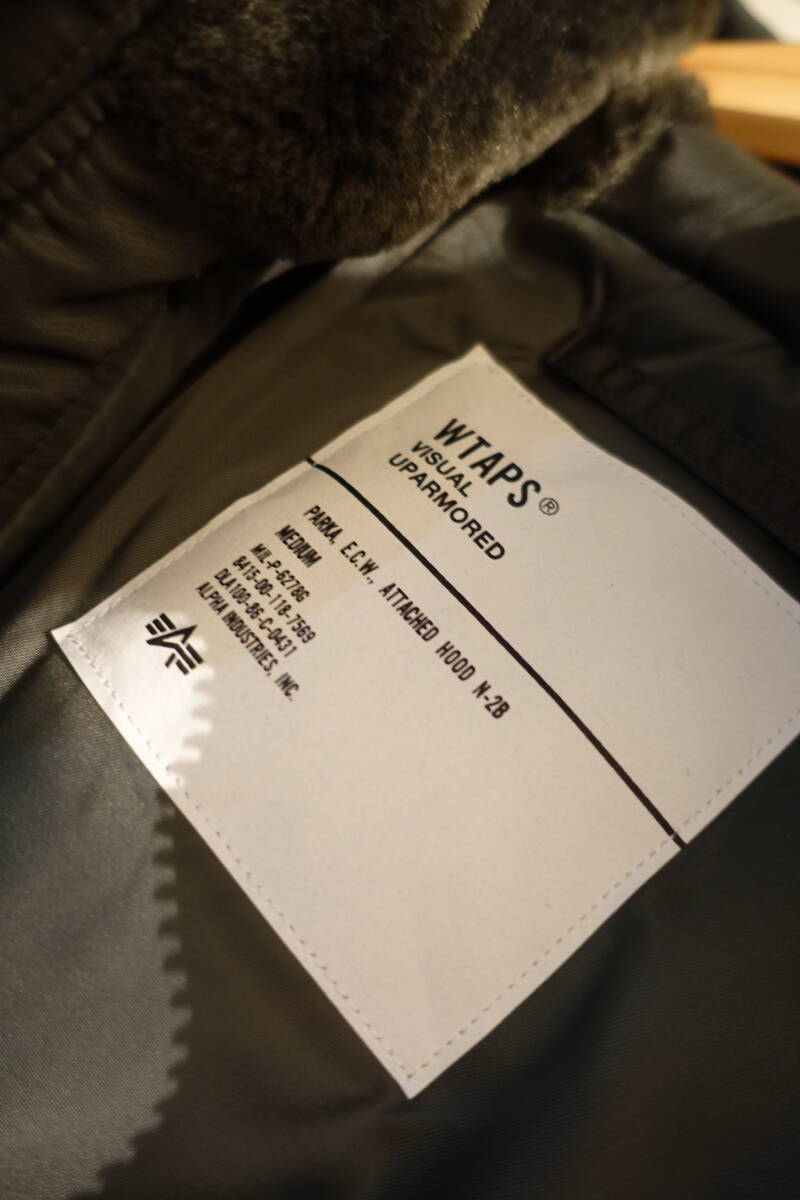 WTAPS®
VISUAL
UPARMORED
PARKA, E.C.W., ATTACHED HOOD N-2B
MEDIUM
MIL-P-6278G
8415-00-118-7569
DLA100-86-C-0431
ALPHA INDUSTRIES, INC.